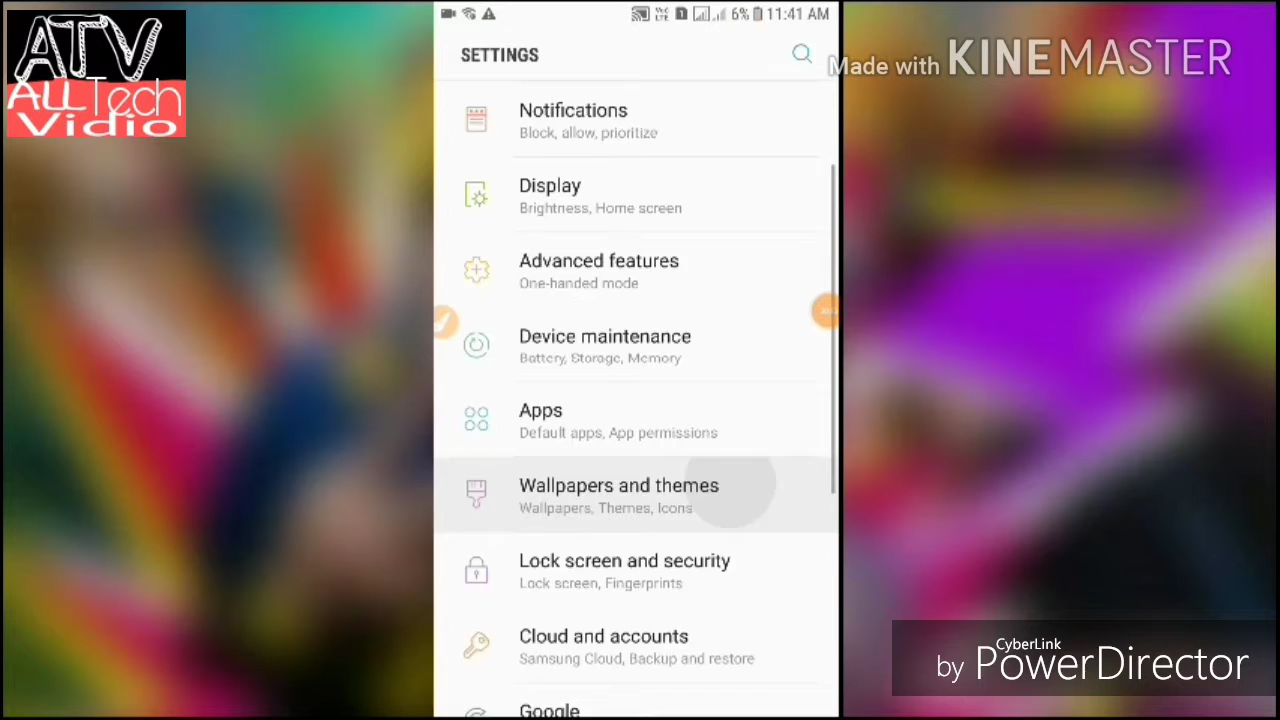 ATV
ALL Tech
Vidio
6% 11:41 AM
SETTINGS
Made with KINEMASTER
Notifications
Block, allow, prioritize
Display
Brightness, Home screen
Advanced features
One-handed mode
Device maintenance
Battery, Storage, Memory
Apps
Default apps, App permissions
Wallpapers and themes
Wallpapers, Themes, Icons
Lock screen and security
Lock screen, Fingerprints
Cloud and accounts
Samsung Cloud, Backup and restore
Google
CyberLink
by PowerDirector